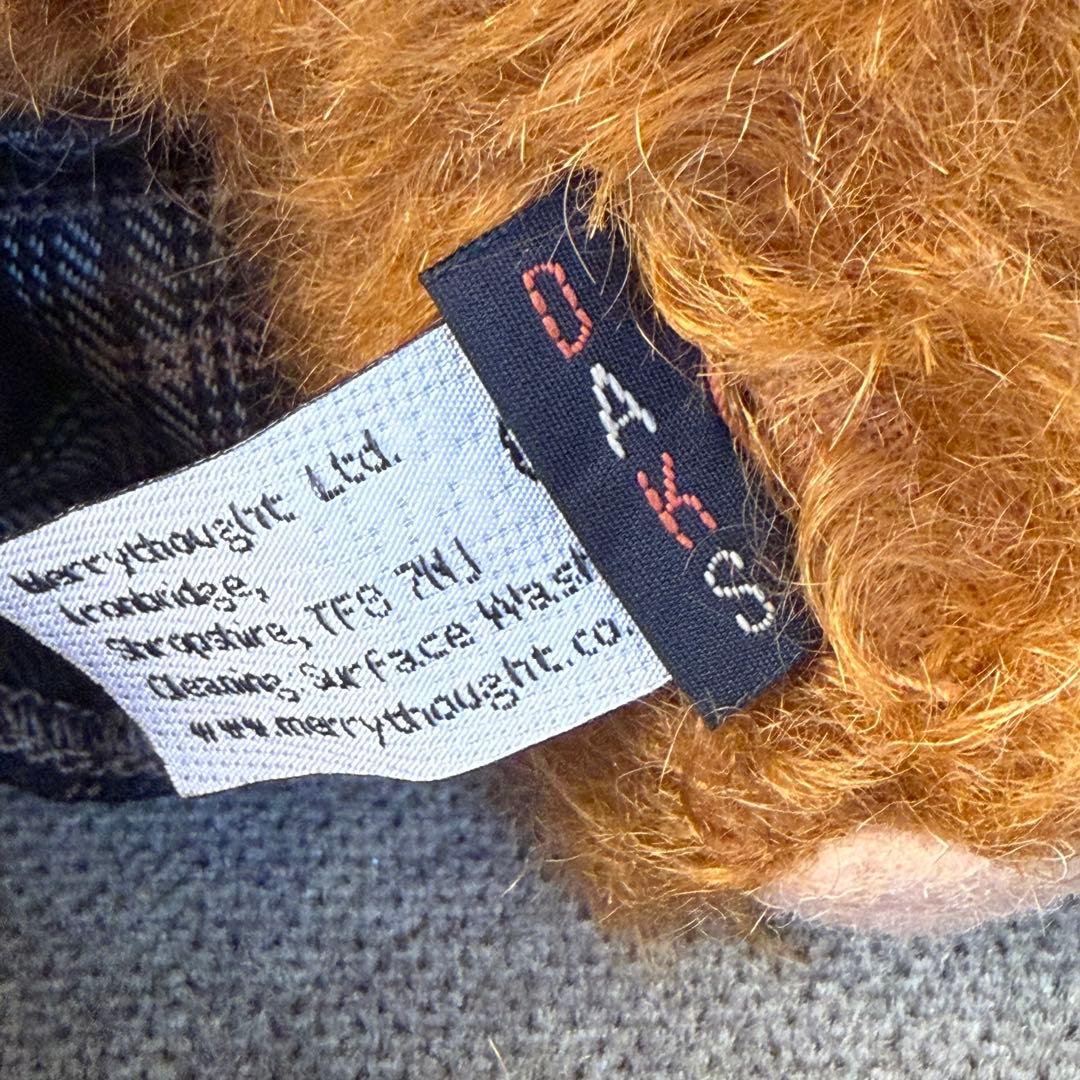 DAKS
Merrythought Ltd.
Ironbridge,
Shropshire, TF8 7NJ
Cleaning: Surface Wash
www.merrythought.co.